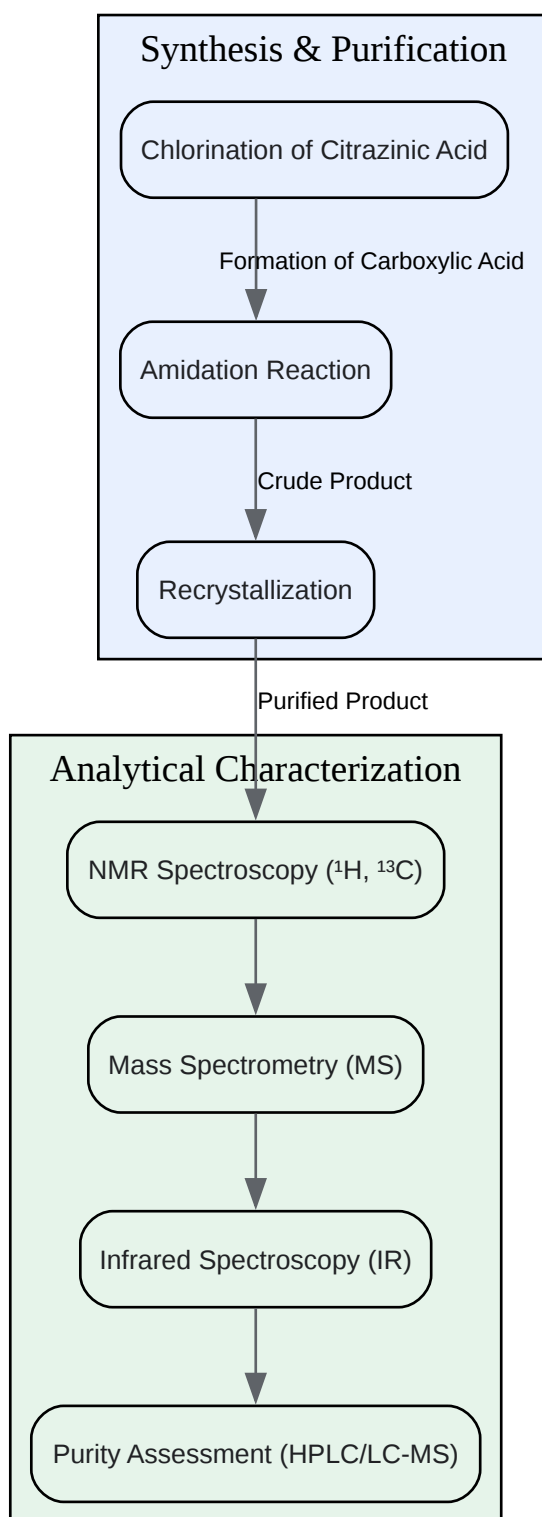 Synthesis & Purification
Chlorination of Citrazinic Acid
Formation of Carboxylic Acid
Amidation Reaction
Crude Product
Recrystallization
Purified Product
Analytical Characterization
NMR Spectroscopy (¹H, ¹³C)
Mass Spectrometry (MS)
Infrared Spectroscopy (IR)
Purity Assessment (HPLC/LC-MS)